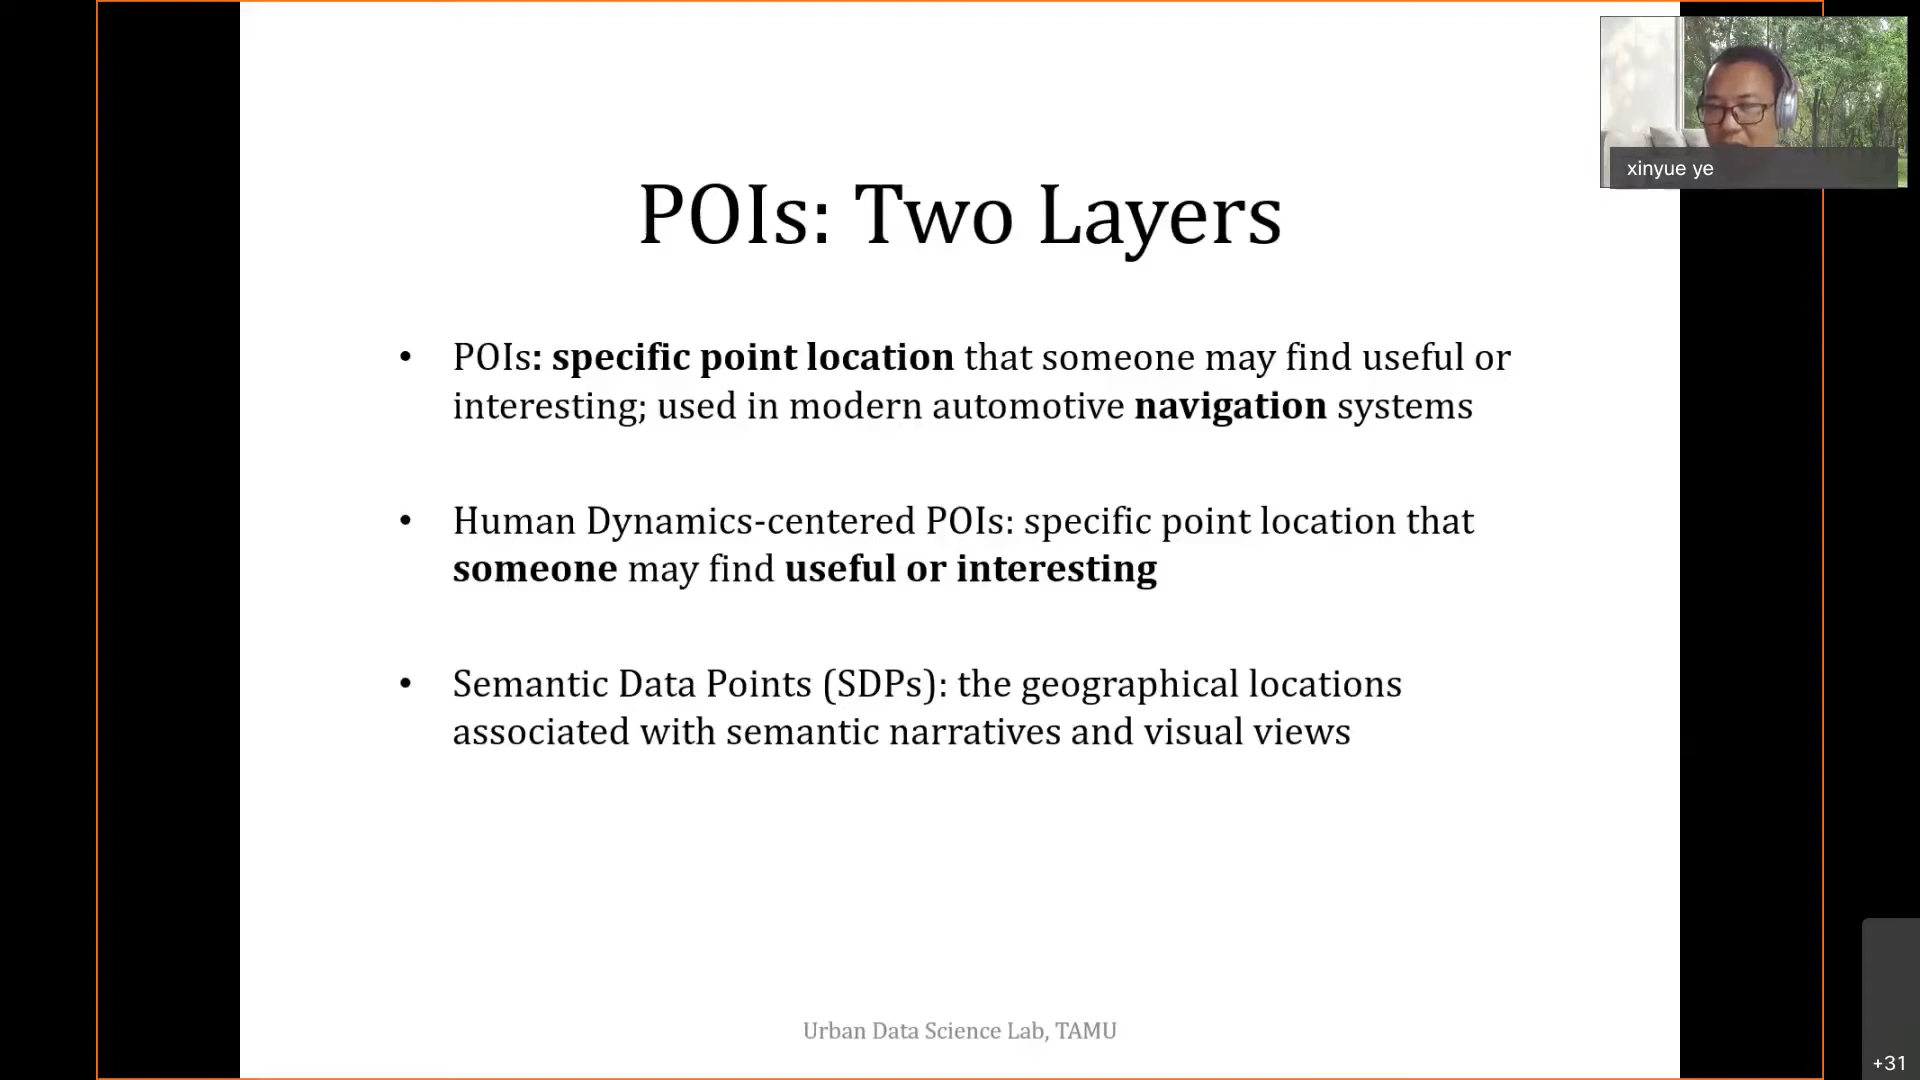 xinyue ye
POIs: Two Layers
• POIs: specific point location that someone may find useful or
interesting; used in modern automotive navigation systems
• Human Dynamics-centered POIs: specific point location that
someone may find useful or interesting
• Semantic Data Points (SDPs): the geographical locations
associated with semantic narratives and visual views
Urban Data Science Lab, TAMU
+31